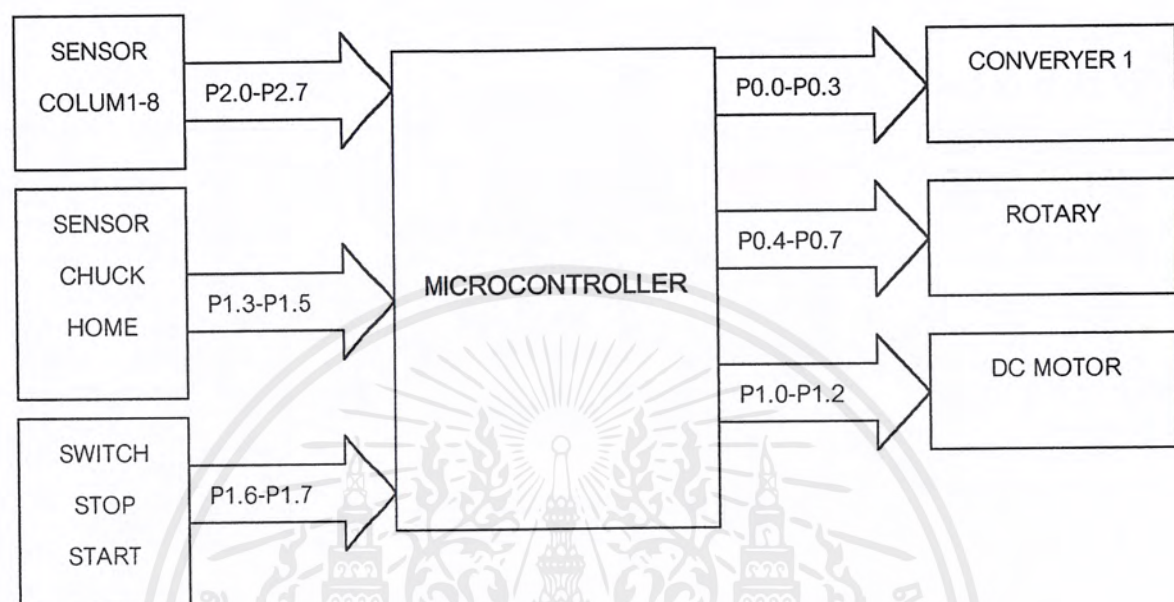 SENSOR
COLUM1-8
P2.0-P2.7
SENSOR
CHUCK
HOME
P1.3-P1.5
SWITCH
STOP
START
P1.6-P1.7
MICROCONTROLLER
P0.0-P0.3
CONVERYER 1
P0.4-P0.7
ROTARY
P1.0-P1.2
DC MOTOR